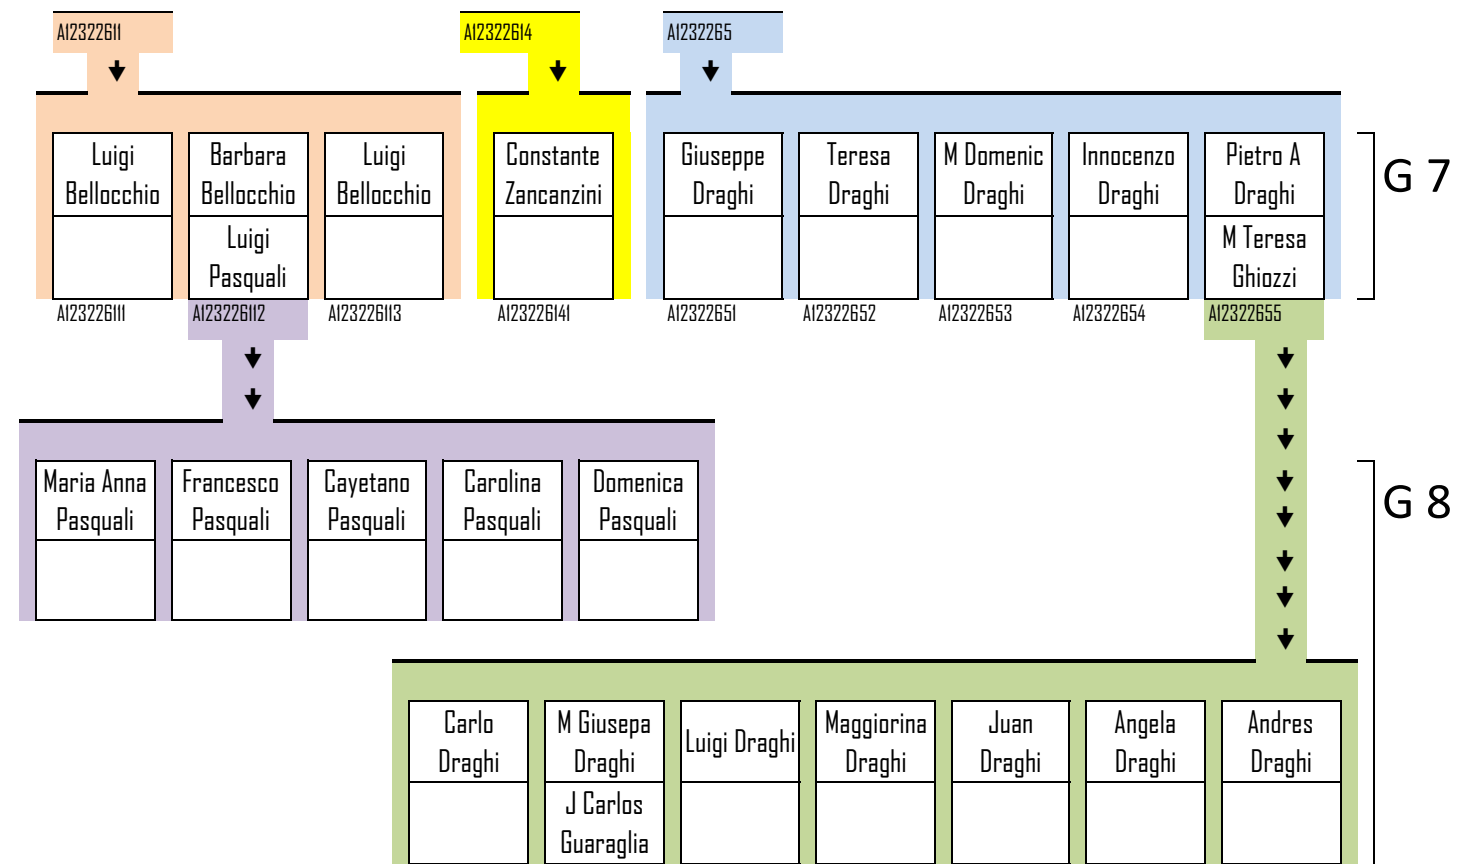 A12322611
A12322614
A1232265
Luigi
Bellocchio
Barbara
Bellocchio
Luigi
Bellocchio
Constante
Zancanzini
Giuseppe
Draghi
Teresa
Draghi
M Domenic
Draghi
Innocenzo
Draghi
Pietro A
Draghi
G 7
Luigi
Pasquali
M Teresa
Ghiozzi
A123226111
A123226112
A123226113
A123226141
A12322651
A12322652
A12322653
A12322654
A12322655
Maria Anna
Pasquali
Francesco
Pasquali
Cayetano
Pasquali
Carolina
Pasquali
Domenica
Pasquali
G 8
Carlo
Draghi
M Giusepa
Draghi
Luigi Draghi
Maggiorina
Draghi
Juan
Draghi
Angela
Draghi
Andres
Draghi
J Carlos
Guaraglia